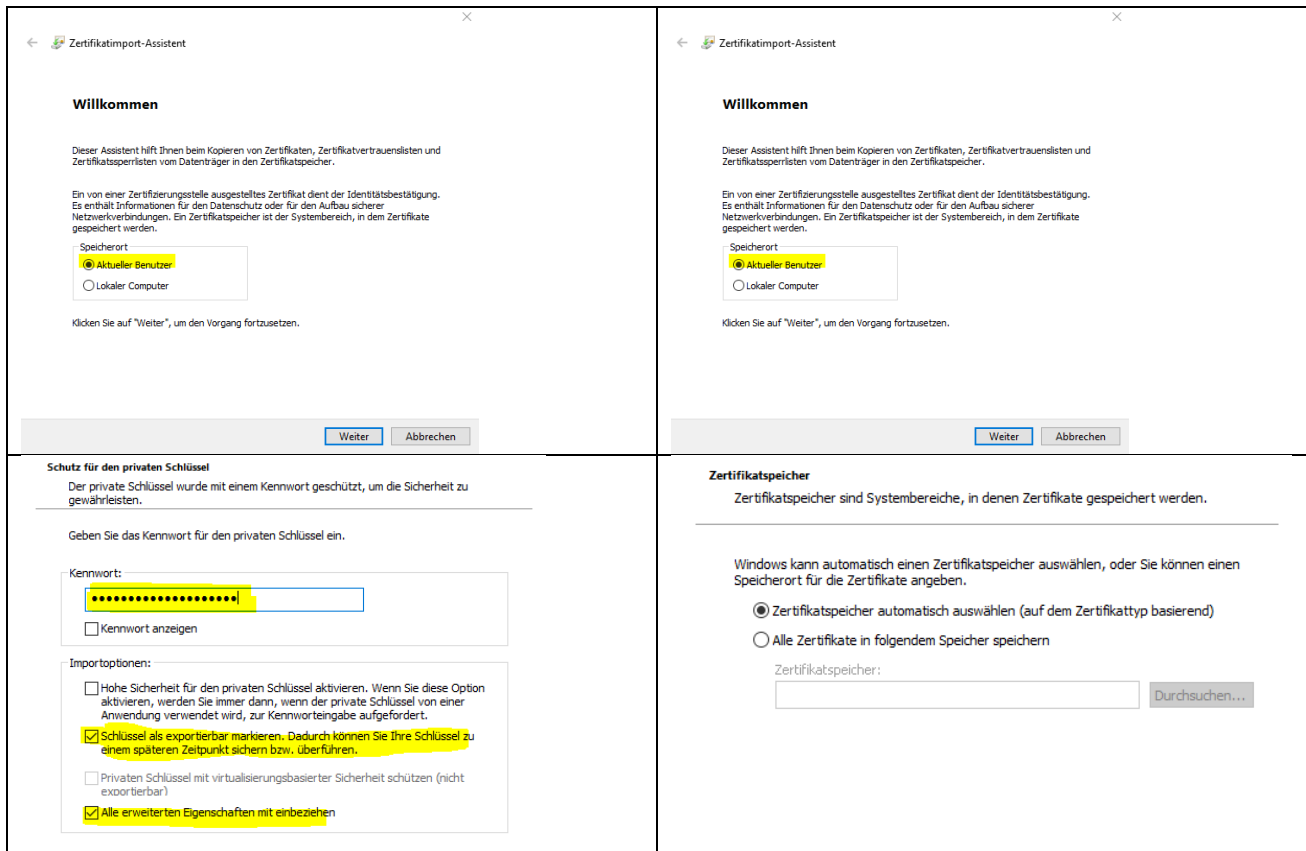 Zertifikatimport-Assistent
Willkommen
Dieser Assistent hilft Ihnen beim Kopieren von Zertifikaten, Zertifikatvertrauenslisten und
Zertifikatssperrlisten vom Datenträger in den Zertifikatspeicher.
Ein von einer Zertifizierungsstelle ausgestelltes Zertifikat dient der Identitätsbestätigung.
Es enthält Informationen für den Datenschutz oder für den Aufbau sicherer
Netzwerkverbindungen. Ein Zertifikatspeicher ist der Systembereich, in dem Zertifikate
gespeichert werden.
Speicherort
Aktueller Benutzer
Lokaler Computer
Klicken Sie auf "Weiter", um den Vorgang fortzusetzen.
Weiter Abbrechen
Zertifikatimport-Assistent
Willkommen
Dieser Assistent hilft Ihnen beim Kopieren von Zertifikaten, Zertifikatvertrauenslisten und
Zertifikatssperrlisten vom Datenträger in den Zertifikatspeicher.
Ein von einer Zertifizierungsstelle ausgestelltes Zertifikat dient der Identitätsbestätigung.
Es enthält Informationen für den Datenschutz oder für den Aufbau sicherer
Netzwerkverbindungen. Ein Zertifikatspeicher ist der Systembereich, in dem Zertifikate
gespeichert werden.
Speicherort
Aktueller Benutzer
Lokaler Computer
Klicken Sie auf "Weiter", um den Vorgang fortzusetzen.
Weiter Abbrechen
Schutz für den privaten Schlüssel
Der private Schlüssel wurde mit einem Kennwort geschützt, um die Sicherheit zu
gewährleisten.
Geben Sie das Kennwort für den privaten Schlüssel ein.
Kennwort:
Kennwort anzeigen
Importoptionen:
Hohe Sicherheit für den privaten Schlüssel aktivieren. Wenn Sie diese Option
aktivieren, werden Sie immer dann, wenn der private Schlüssel von einer
Anwendung verwendet wird, zur Kennworteingabe aufgefordert.
Schlüssel als exportierbar markieren. Dadurch können Sie Ihre Schlüssel zu
einem späteren Zeitpunkt sichern bzw. überführen.
Privaten Schlüssel mit virtualisierungsbasierter Sicherheit schützen (nicht
exportierbar)
Alle erweiterten Eigenschaften mit einbeziehen
Zertifikatspeicher
Zertifikatspeicher sind Systembereiche, in denen Zertifikate gespeichert werden.
Windows kann automatisch einen Zertifikatspeicher auswählen, oder Sie können einen
Speicherort für die Zertifikate angeben.
Zertifikatspeicher automatisch auswählen (auf dem Zertifikattyp basierend)
Alle Zertifikate in folgendem Speicher speichern
Zertifikatspeicher:
Durchsuchen...